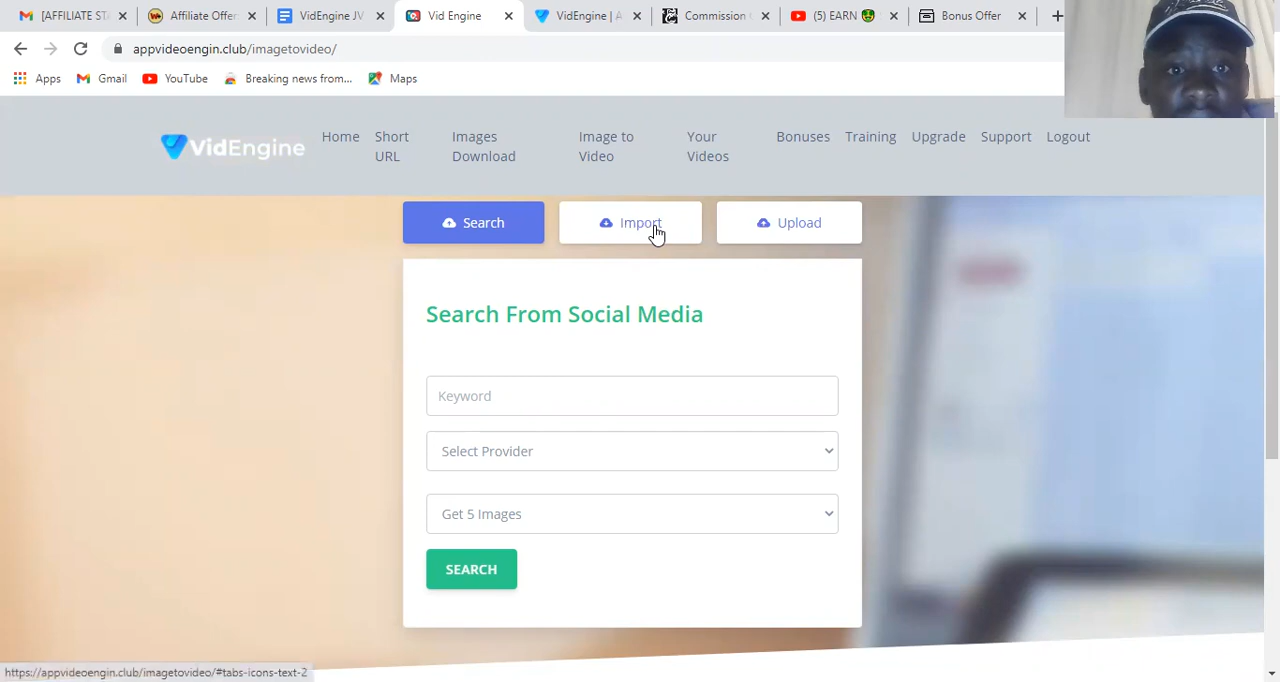 [AFFILIATE STA
Affiliate Offer
VidEngine JV
Vid Engine
VidEngine | A
Commission
(5) EARN
Bonus Offer
appvideoengin.club/imagetovideo/
Apps
Gmail
YouTube
Breaking news from...
Maps
VidEngine
Home
Short
URL
Images
Download
Image to
Video
Your
Videos
Bonuses
Training
Upgrade
Support
Logout
Search
Import
Upload
Search From Social Media
Keyword
Select Provider
Get 5 Images
SEARCH
https://appvideoengin.club/imagetovideo/#tabs-icons-text-2